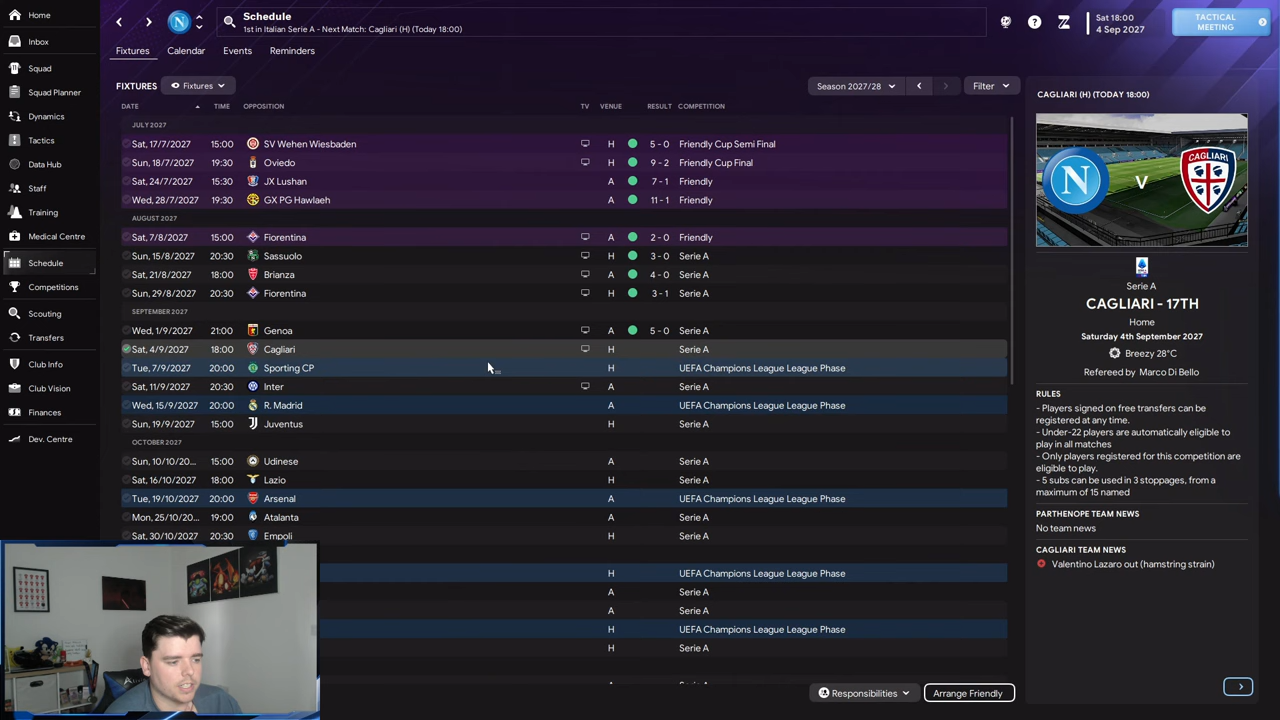 Home
Inbox
Squad
Squad Planner
Dynamics
Tactics
Data Hub
Staff
Training
Medical Centre
Schedule
Competitions
Scouting
Transfers
Club Info
Club Vision
Finances
Dev. Centre
Schedule
1st in Italian Serie A - Next Match: Cagliari (H) (Today 18:00)
Sat 18:00
4 Sep 2027
TACTICAL
MEETING
Fixtures Calendar Events Reminders
FIXTURES Fixtures Season 2027/28 Filter
DATE TIME OPPOSITION TV VENUE RESULT COMPETITION
JULY 2027
Sat, 17/7/2027 15:00 SV Wehen Wiesbaden H 5 - 0 Friendly Cup Semi Final
Sun, 18/7/2027 19:30 Oviedo H 9 - 2 Friendly Cup Final
Sat, 24/7/2027 15:30 JX Lushan A 7 - 1 Friendly
Wed, 28/7/2027 19:30 GX PG Hawlaeh A 11 - 1 Friendly
AUGUST 2027
Sat, 7/8/2027 15:00 Fiorentina A 2 - 0 Friendly
Sun, 15/8/2027 20:30 Sassuolo H 3 - 0 Serie A
Sat, 21/8/2027 18:00 Brianza A 4 - 0 Serie A
Sun, 29/8/2027 20:30 Fiorentina H 3 - 1 Serie A
SEPTEMBER 2027
Wed, 1/9/2027 21:00 Genoa A 5 - 0 Serie A
Sat, 4/9/2027 18:00 Cagliari H Serie A
Tue, 7/9/2027 20:00 Sporting CP H UEFA Champions League League Phase
Sat, 11/9/2027 20:30 Inter A Serie A
Wed, 15/9/2027 20:00 R. Madrid A UEFA Champions League League Phase
Sun, 19/9/2027 15:00 Juventus H Serie A
OCTOBER 2027
Sun, 10/10/20... 15:00 Udinese A Serie A
Sat, 16/10/2027 18:00 Lazio H Serie A
Tue, 19/10/2027 20:00 Arsenal A UEFA Champions League League Phase
Mon, 25/10/20... 19:00 Atalanta A Serie A
Sat, 30/10/2027 20:30 Empoli H Serie A
H UEFA Champions League League Phase
A Serie A
A Serie A
H UEFA Champions League League Phase
H Serie A
Responsibilities Arrange Friendly
CAGLIARI (H) (TODAY 18:00)
N V CAGLIARI
Serie A
CAGLIARI - 17TH
Home
Saturday 4th September 2027
Breezy 28°C
Refereed by Marco Di Bello
RULES
- Players signed on free transfers can be
registered at any time.
- Under-22 players are automatically eligible to
play in all matches
- Only players registered for this competition are
eligible to play.
- 5 subs can be used in 3 stoppages, from a
maximum of 15 named
PARTHENOPE TEAM NEWS
No team news
CAGLIARI TEAM NEWS
Valentino Lazaro out (hamstring strain)